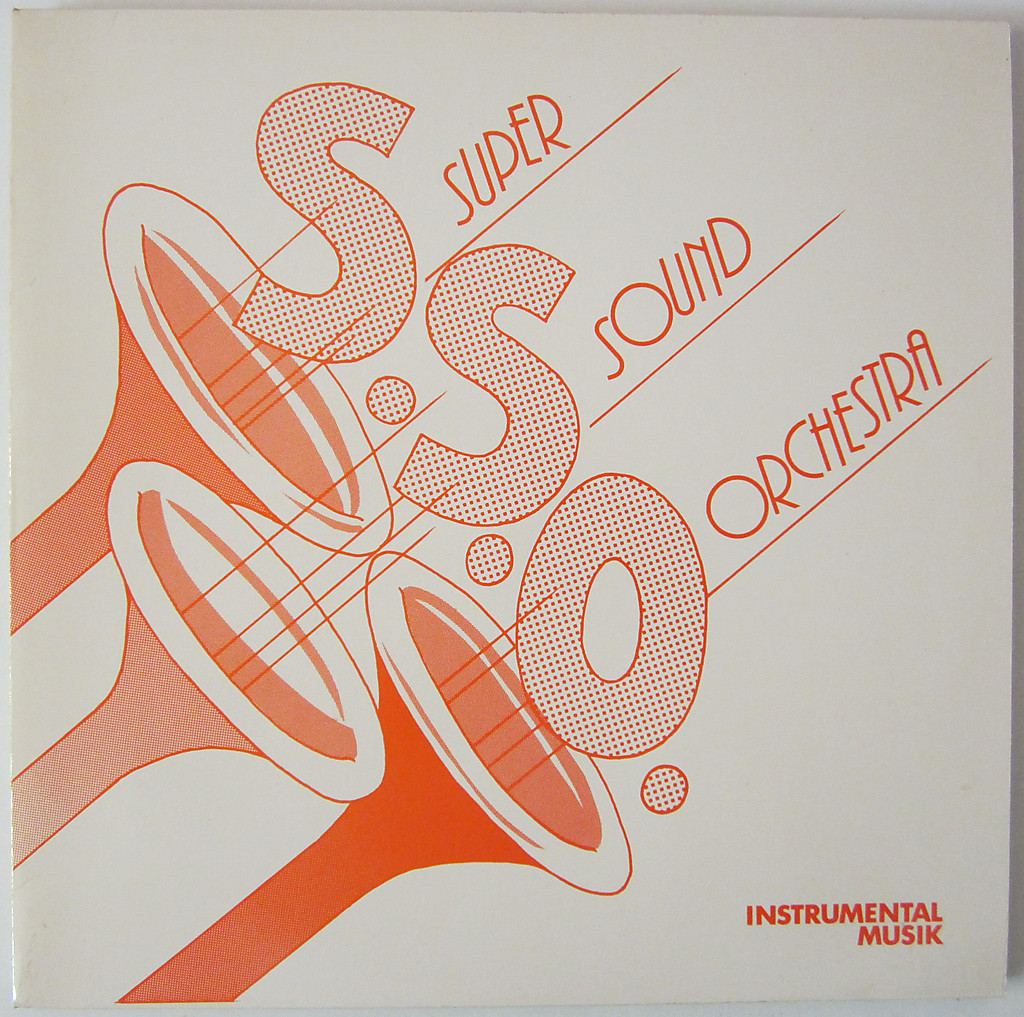 S. SUPER
S. SOUND
O. ORCHESTRA
INSTRUMENTAL
MUSIK